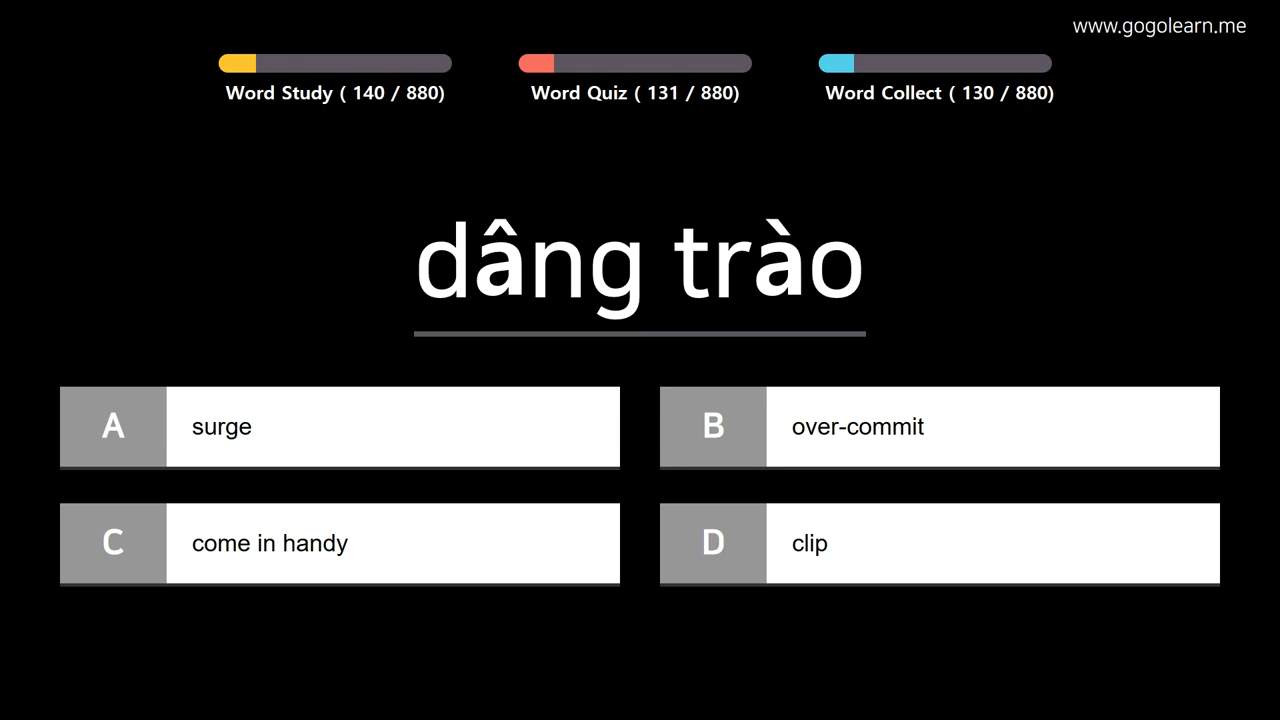 www.gogolearn.me
Word Study ( 140 / 880)
Word Quiz ( 131 / 880)
Word Collect ( 130 / 880)
dâng trào
A surge
B over-commit
C come in handy
D clip